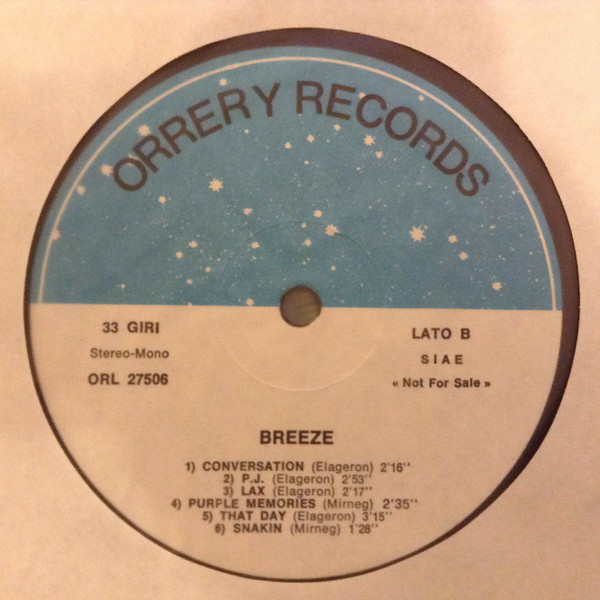 ORRERY RECORDS
33 GIRI
Stereo-Mono
ORL 27506
LATO B
SIAE
« Not For Sale »
BREEZE
1) CONVERSATION (Elageron) 2'16''
2) P.J. (Elageron) 2'53''
3) LAX (Elageron) 2'17''
4) PURPLE MEMORIES (Mirneg) 2'35''
5) THAT DAY (Elageron) 3'15''
6) SNAKIN (Mirneg) 1'28''